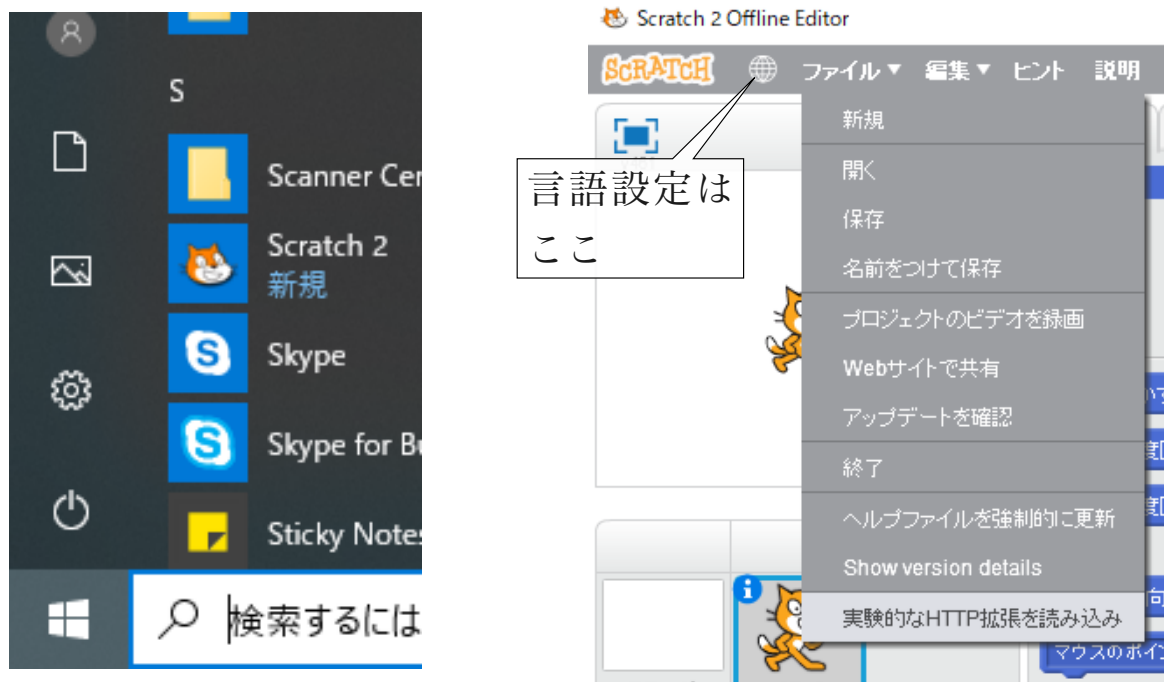 S
Scanner
Scratch 2
新規
Skype
Skype for
Sticky Notes
検索するには
Scratch 2 Offline Editor
SCRATCH
ファイル▼ 編集▼ ヒント 説明
言語設定は
ここ
新規
開く
保存
名前をつけて保存
プロジェクトのビデオを録画
Webサイトで共有
アップデートを確認
終了
ヘルプファイルを強制的に更新
Show version details
実験的なHTTP拡張を読み込み
マウスのポイン